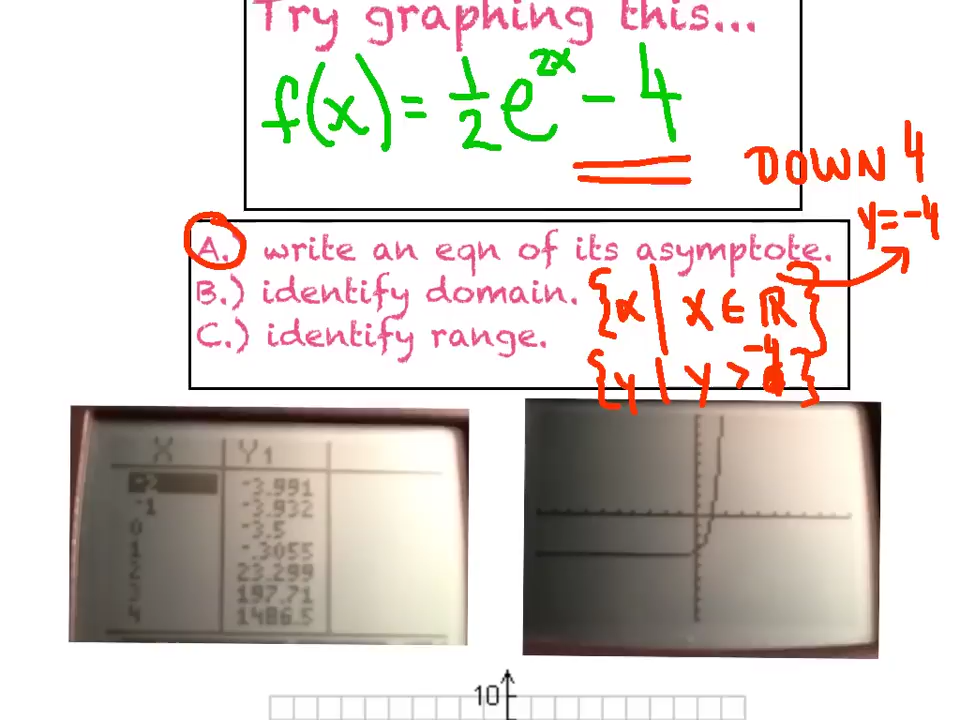 Try graphing this...
f(x) = 1/2 e^2x - 4
DOWN 4
y = -4
A.) write an eqn of its asymptote.
B.) identify domain. {x | x ∈ ℝ}
C.) identify range. {y | y > -4}
X Y1
-2 -3.991
-1 -3.932
0 -3.5
1 -.3055
2 23.299
3 197.71
4 1486.5
10